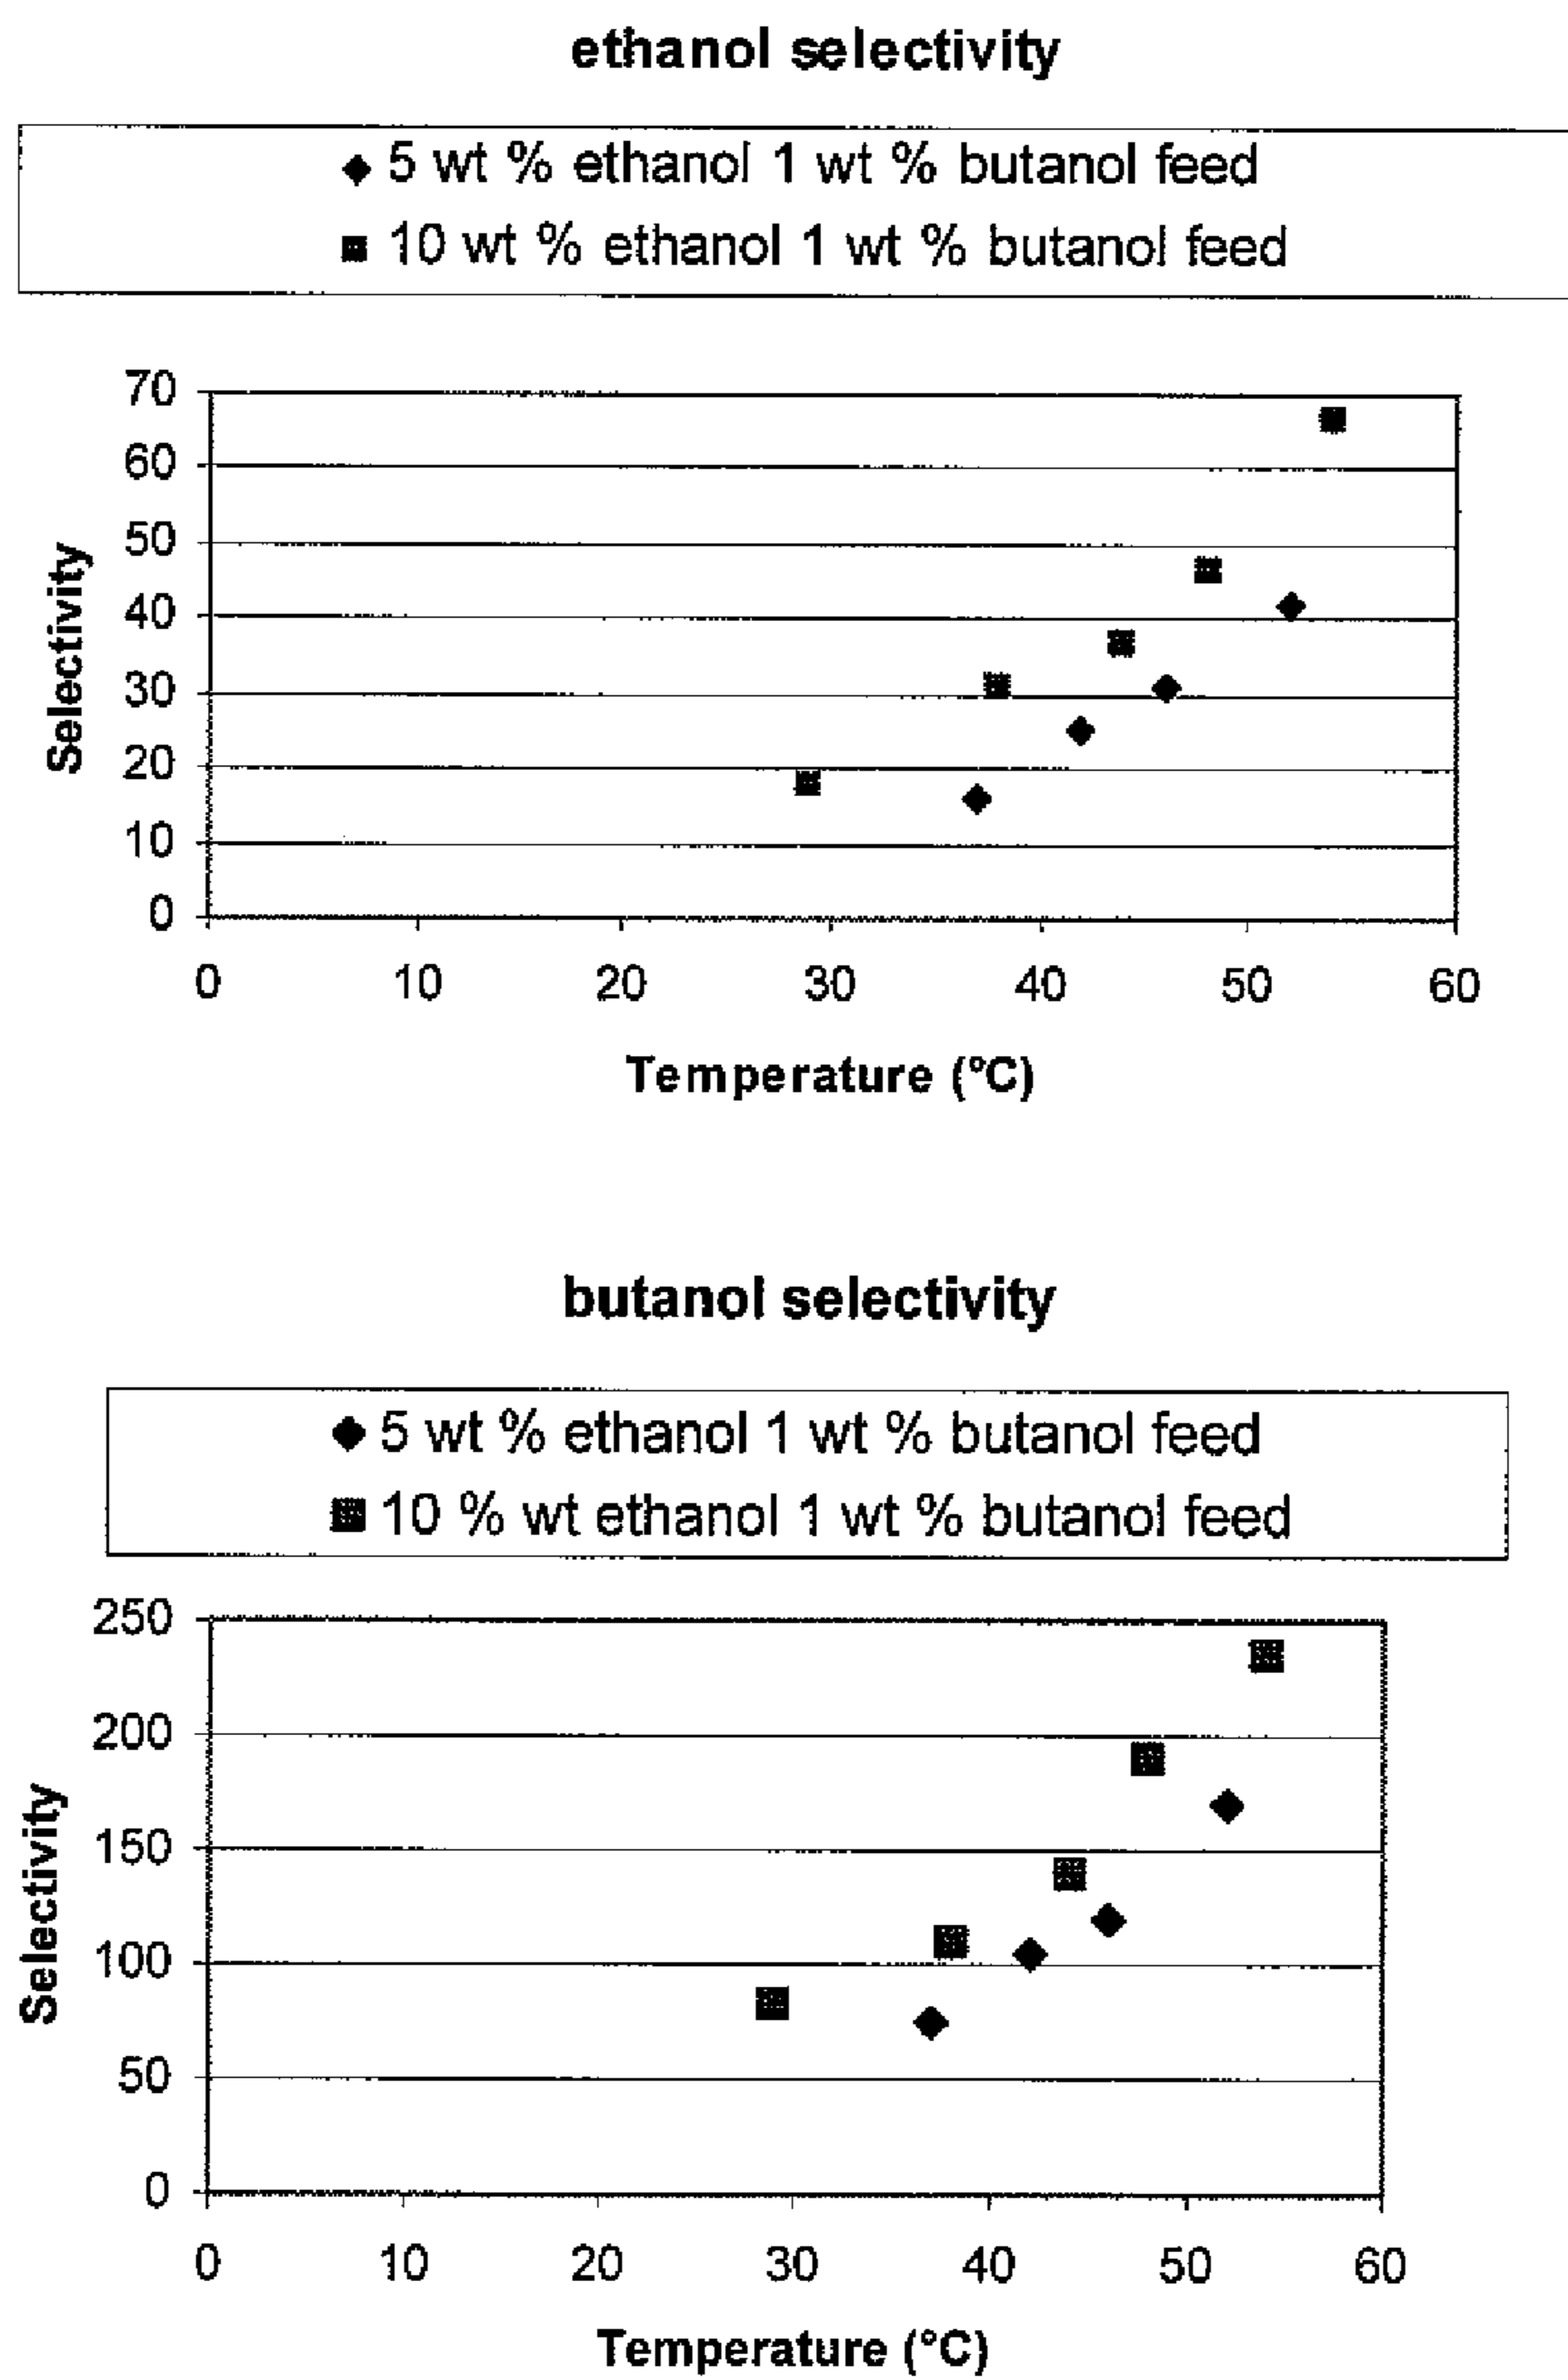 ethanol selectivity
5 wt % ethanol 1 wt % butanol feed
10 wt % ethanol 1 wt % butanol feed
70
60
50
40
30
20
10
0
Selectivity
0 10 20 30 40 50 60
Temperature (ºC)
butanol selectivity
5 wt % ethanol 1 wt % butanol feed
10 % wt ethanol 1 wt % butanol feed
250
200
150
100
50
0
Selectivity
0 10 20 30 40 50 60
Temperature (ºC)